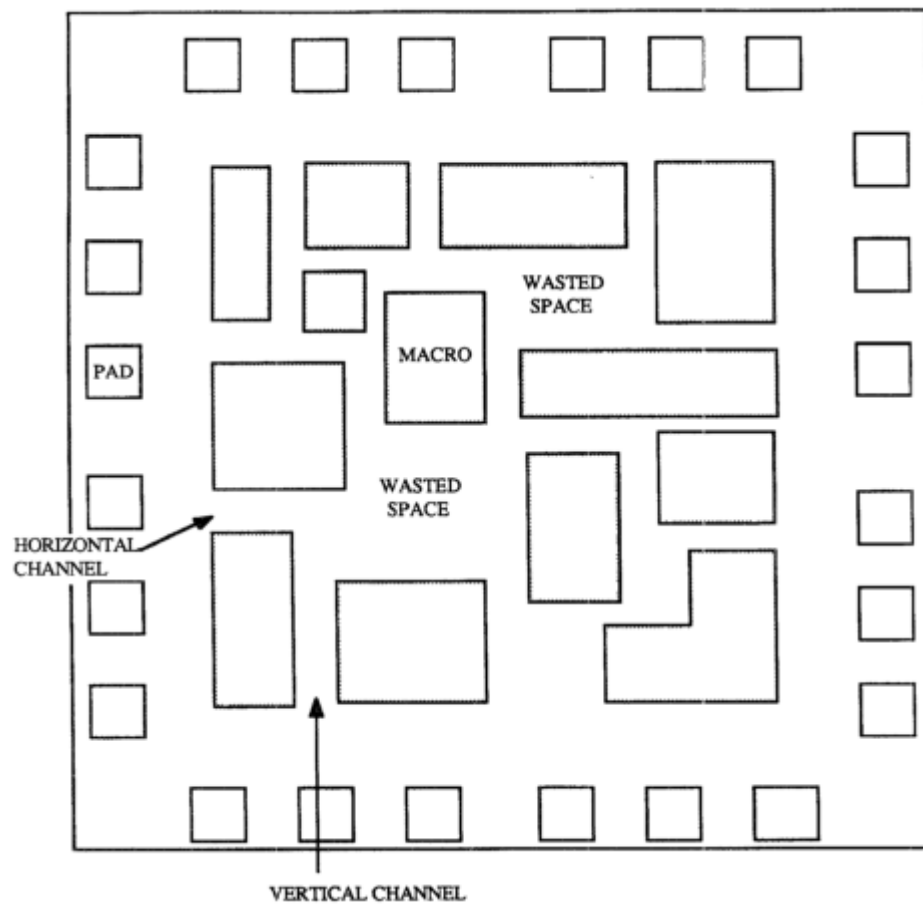 WASTED
SPACE
MACRO
PAD
WASTED
SPACE
HORIZONTAL
CHANNEL
VERTICAL CHANNEL